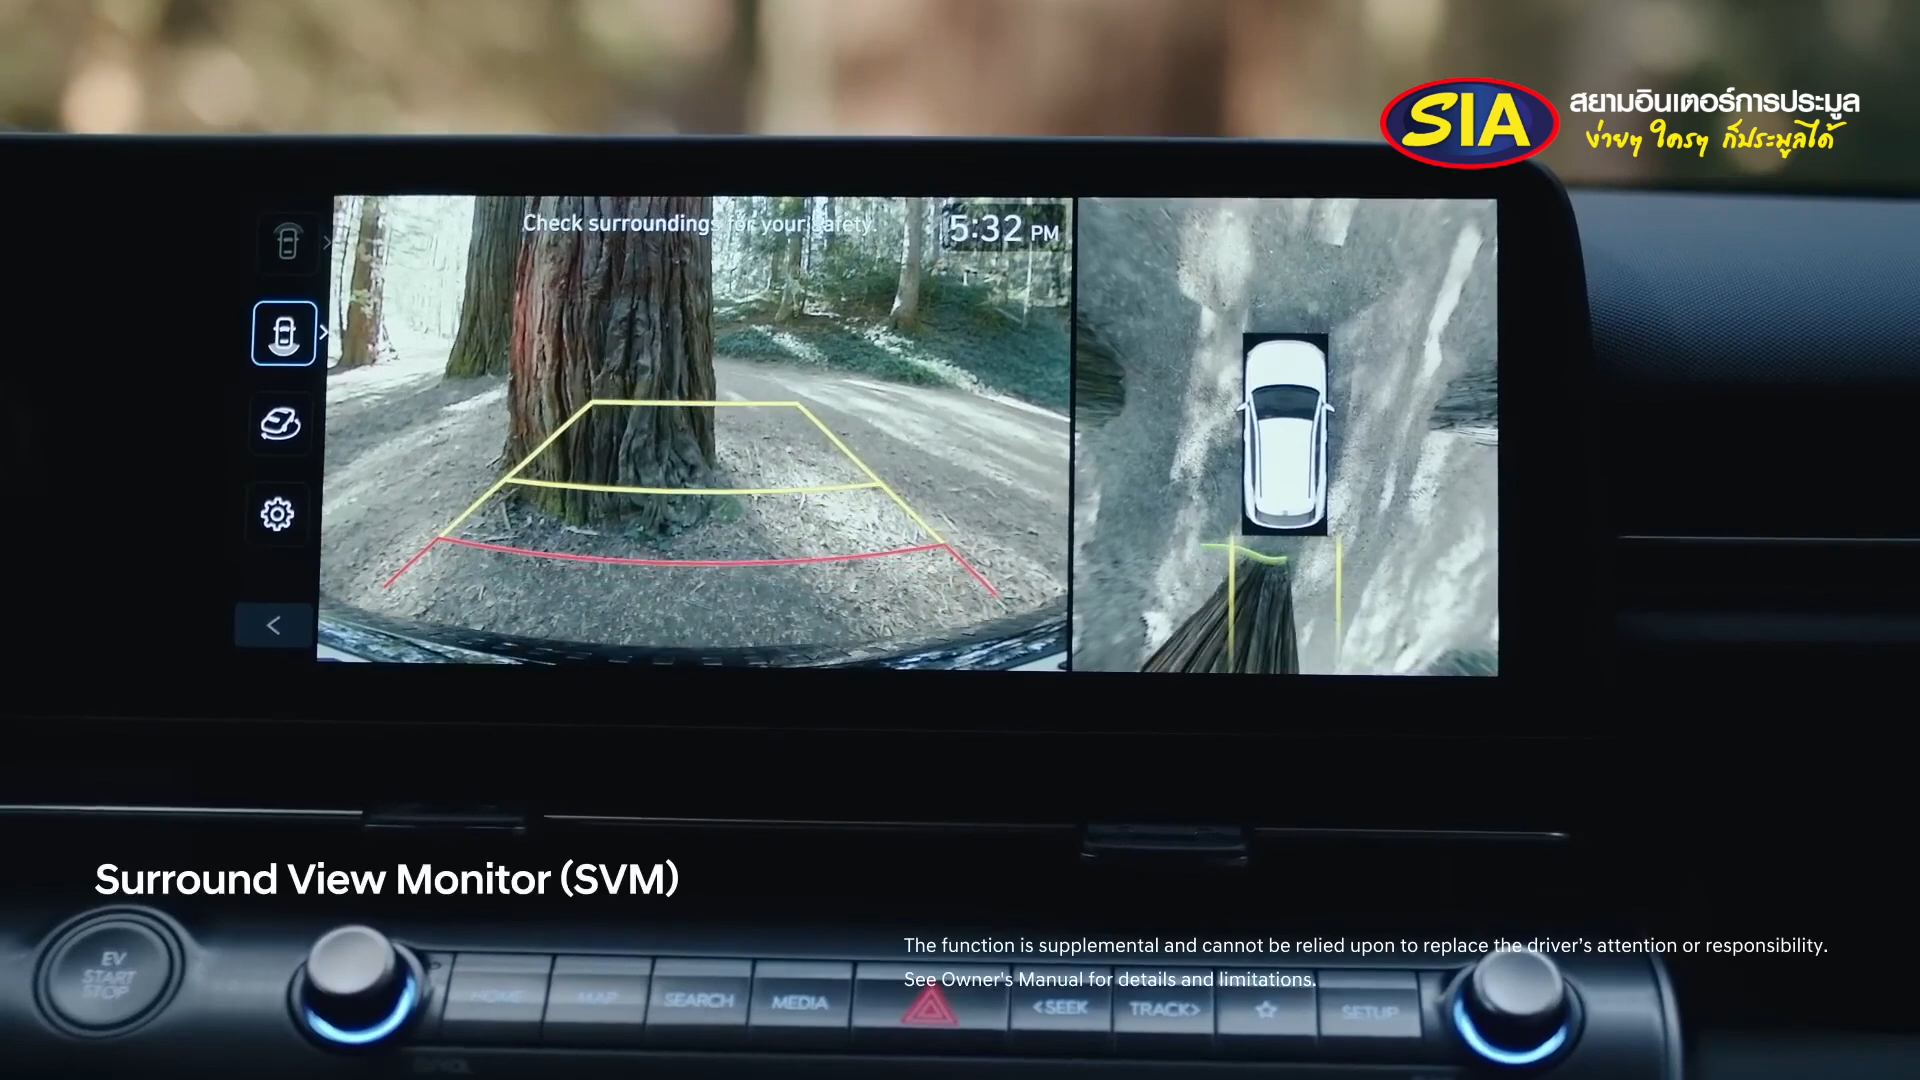 SIA
สยามอินเตอร์การประมูล
ง่ายๆ ใครๆ ก็ประมูลได้
Check surroundings for your safety.
5:32 PM
Surround View Monitor (SVM)
The function is supplemental and cannot be relied upon to replace the driver's attention or responsibility.
See Owner's Manual for details and limitations.
EV
START
STOP
HOME
MAP
SEARCH
MEDIA
<SEEK
TRACK>
SETUP